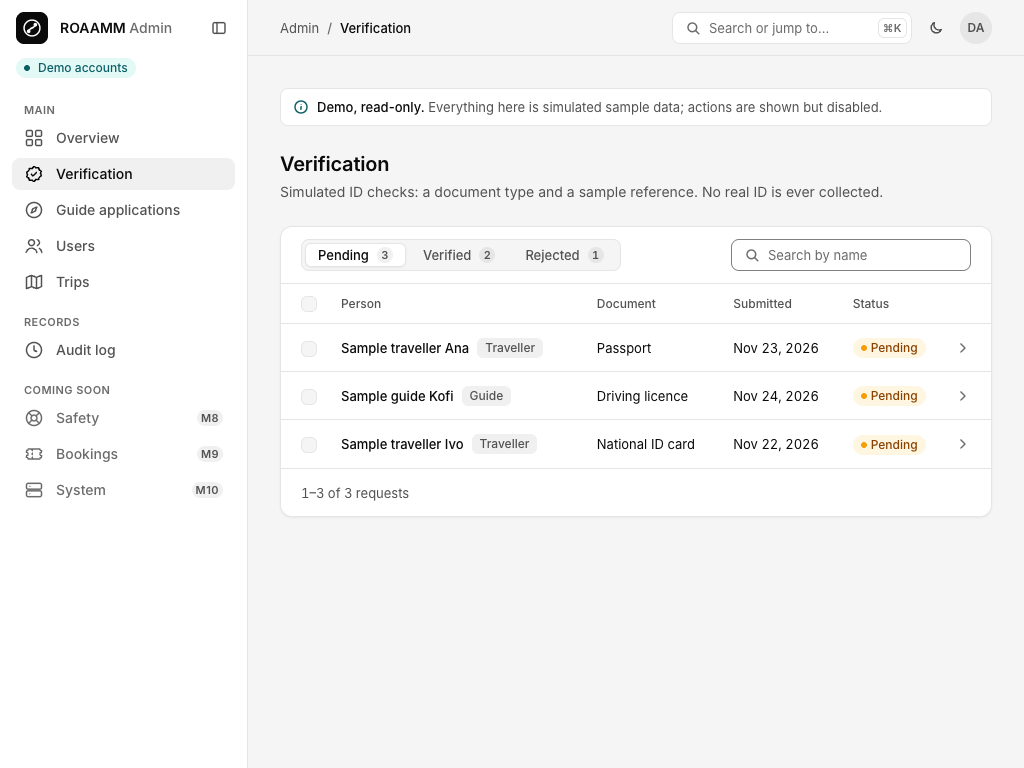 ROAAMM Admin
Demo accounts
MAIN
Overview
Verification
Guide applications
Users
Trips
RECORDS
Audit log
COMING SOON
Safety M8
Bookings M9
System M10
Admin / Verification
Search or jump to... ⌘K
DA
Demo, read-only. Everything here is simulated sample data; actions are shown but disabled.
Verification
Simulated ID checks: a document type and a sample reference. No real ID is ever collected.
Pending 3 Verified 2 Rejected 1
Search by name
Person Document Submitted Status
Sample traveller Ana Traveller Passport Nov 23, 2026 Pending
Sample guide Kofi Guide Driving licence Nov 24, 2026 Pending
Sample traveller Ivo Traveller National ID card Nov 22, 2026 Pending
1–3 of 3 requests